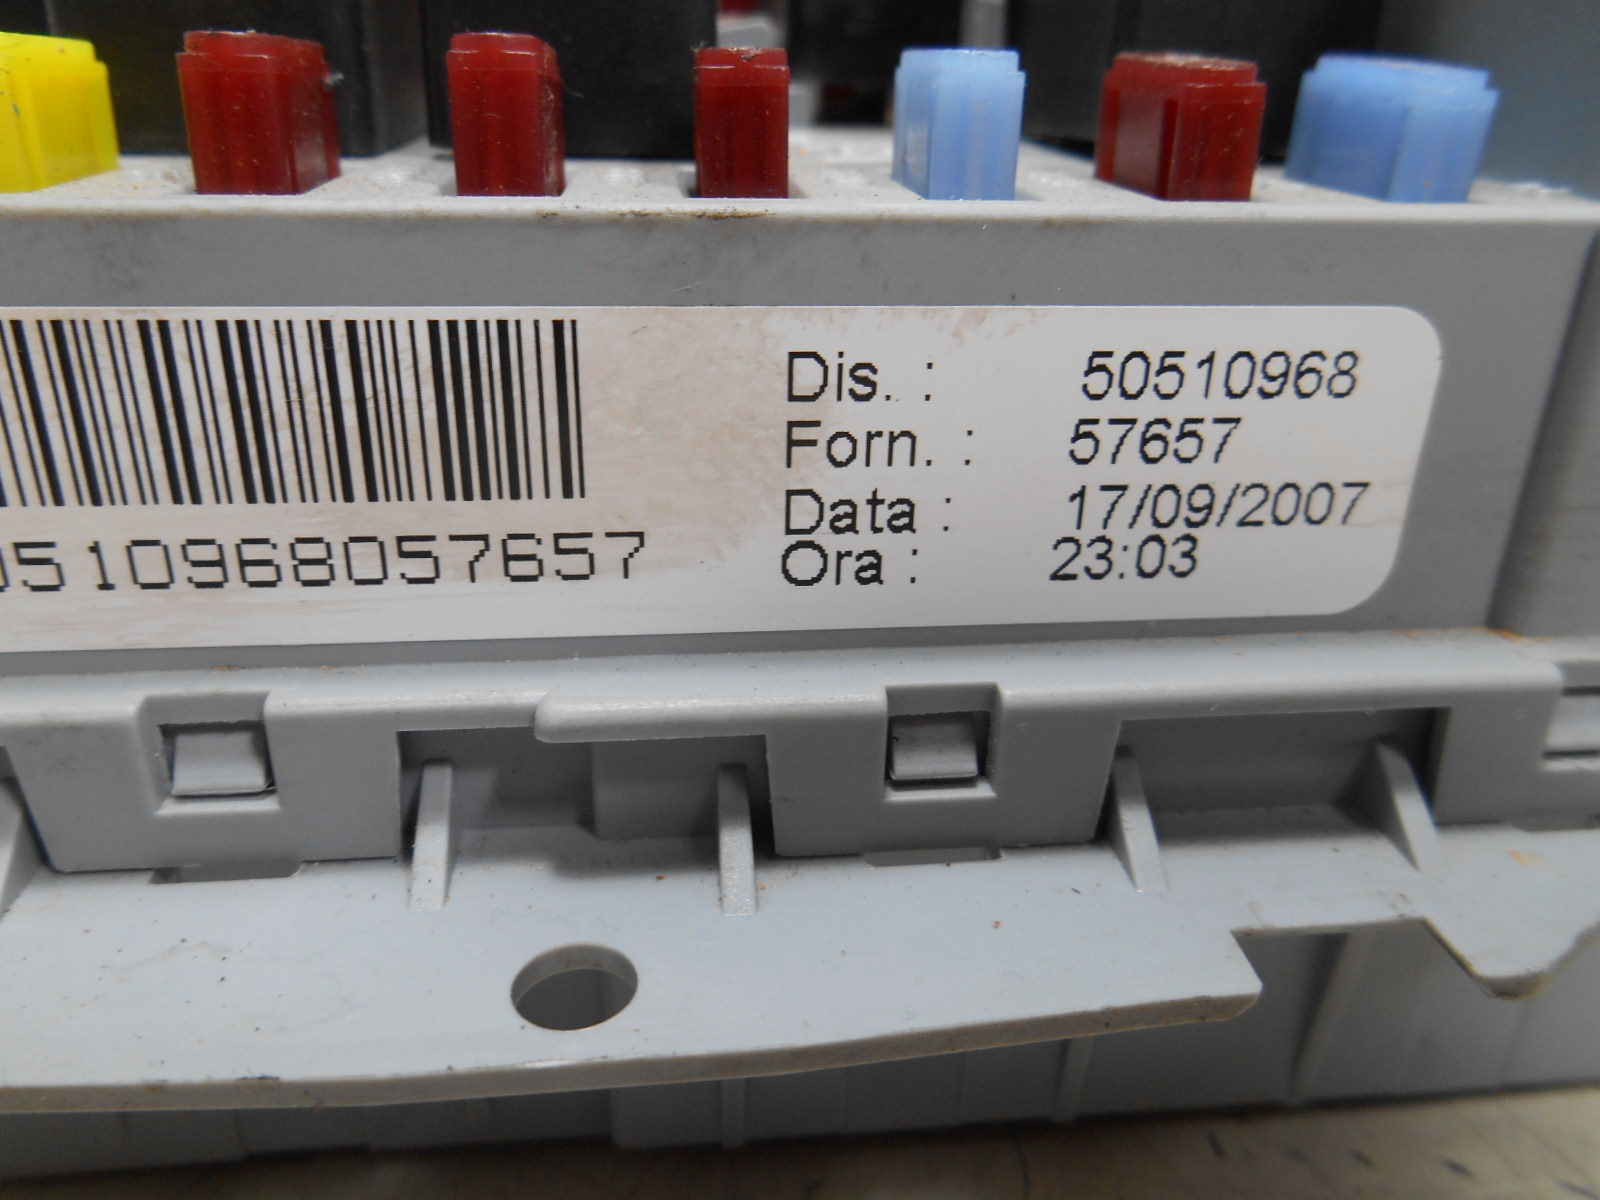 Dis. : 50510968
Forn. : 57657
Data : 17/09/2007
Ora : 23:03
0510968057657